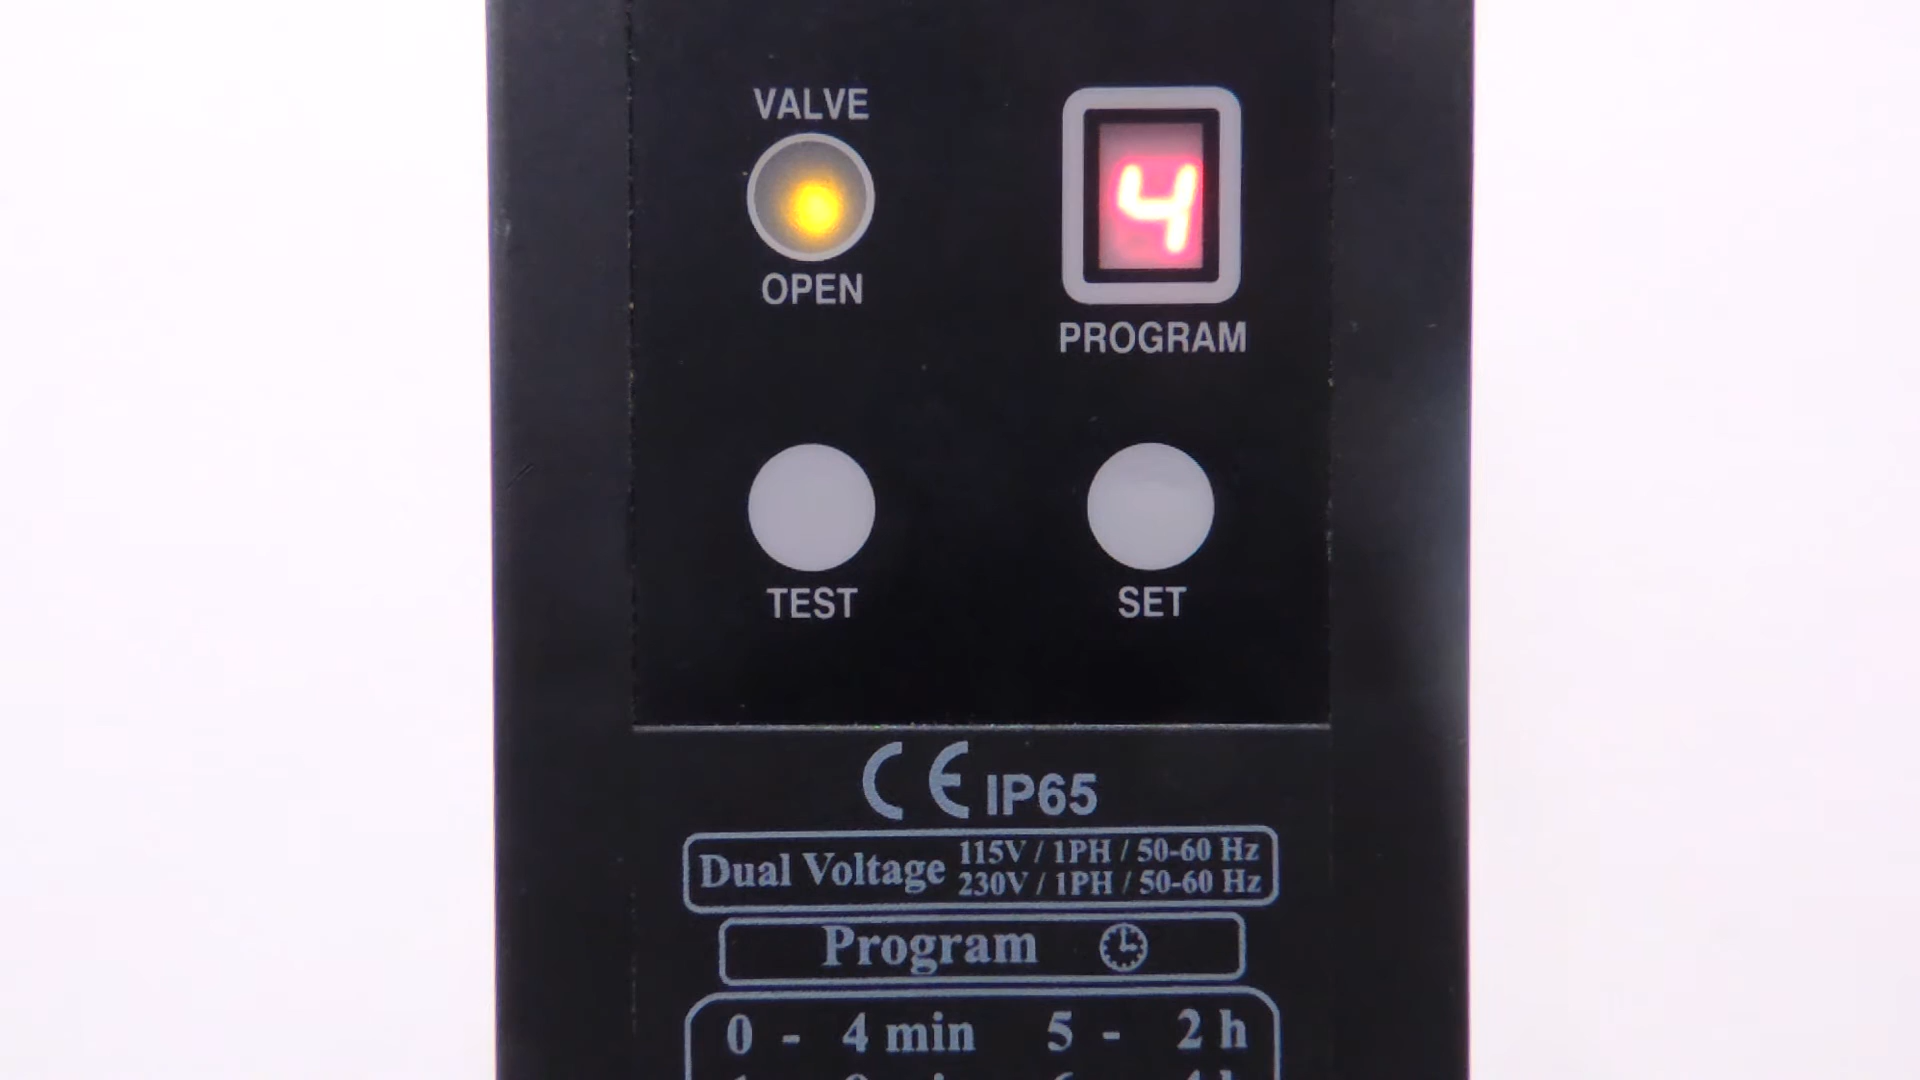 VALVE
4
OPEN
PROGRAM
TEST
SET
CE IP65
Dual Voltage 115V / 1PH / 50-60 Hz
230V / 1PH / 50-60 Hz
Program
0 - 4 min 5 - 2 h